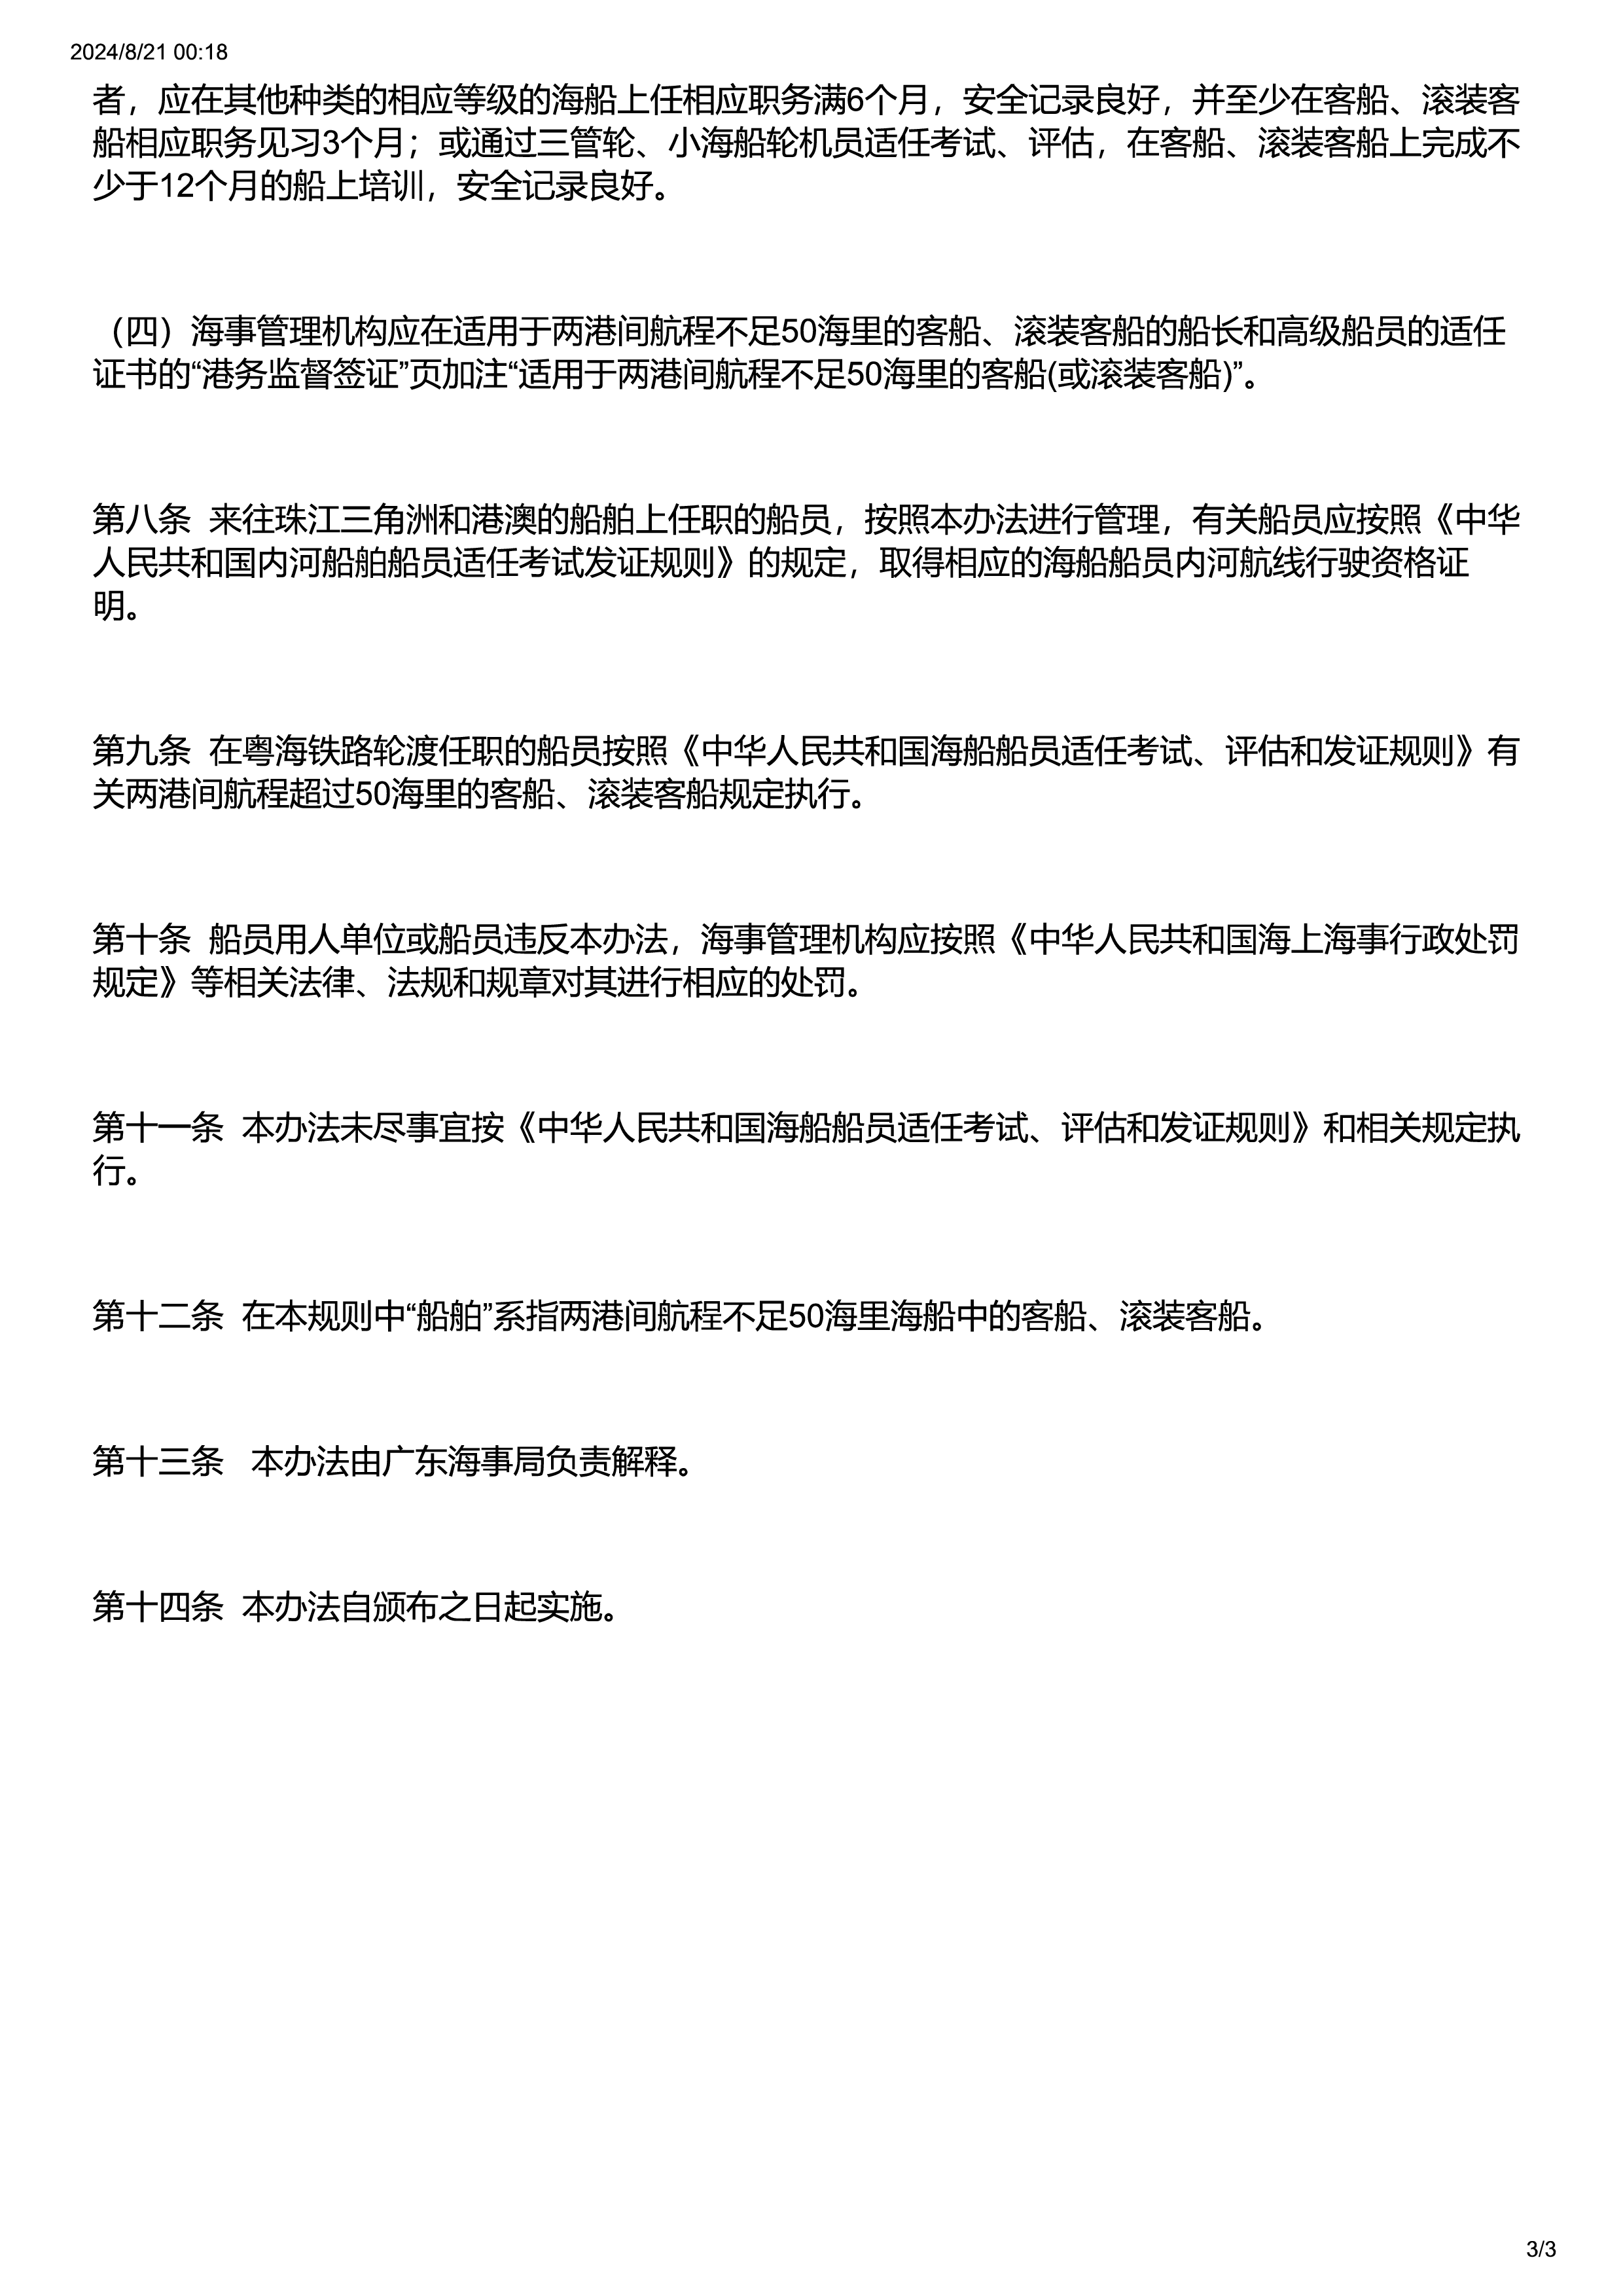 2024/8/21 00:18
者，应在其他种类的相应等级的海船上任相应职务满6个月，安全记录良好，并至少在客船、滚装客
船相应职务见习3个月；或通过三管轮、小海船轮机员适任考试、评估，在客船、滚装客船上完成不
少于12个月的船上培训，安全记录良好。
（四）海事管理机构应在适用于两港间航程不足50海里的客船、滚装客船的船长和高级船员的适任
证书的“港务监督签证”页加注“适用于两港间航程不足50海里的客船(或滚装客船)”。
第八条 来往珠江三角洲和港澳的船舶上任职的船员，按照本办法进行管理，有关船员应按照《中华
人民共和国内河船舶船员适任考试发证规则》的规定，取得相应的海船船员内河航线行驶资格证
明。
第九条 在粤海铁路轮渡任职的船员按照《中华人民共和国海船船员适任考试、评估和发证规则》有
关两港间航程超过50海里的客船、滚装客船规定执行。
第十条 船员用人单位或船员违反本办法，海事管理机构应按照《中华人民共和国海上海事行政处罚
规定》等相关法律、法规和规章对其进行相应的处罚。
第十一条 本办法未尽事宜按《中华人民共和国海船船员适任考试、评估和发证规则》和相关规定执
行。
第十二条 在本规则中“船舶”系指两港间航程不足50海里海船中的客船、滚装客船。
第十三条 本办法由广东海事局负责解释。
第十四条 本办法自颁布之日起实施。
3/3